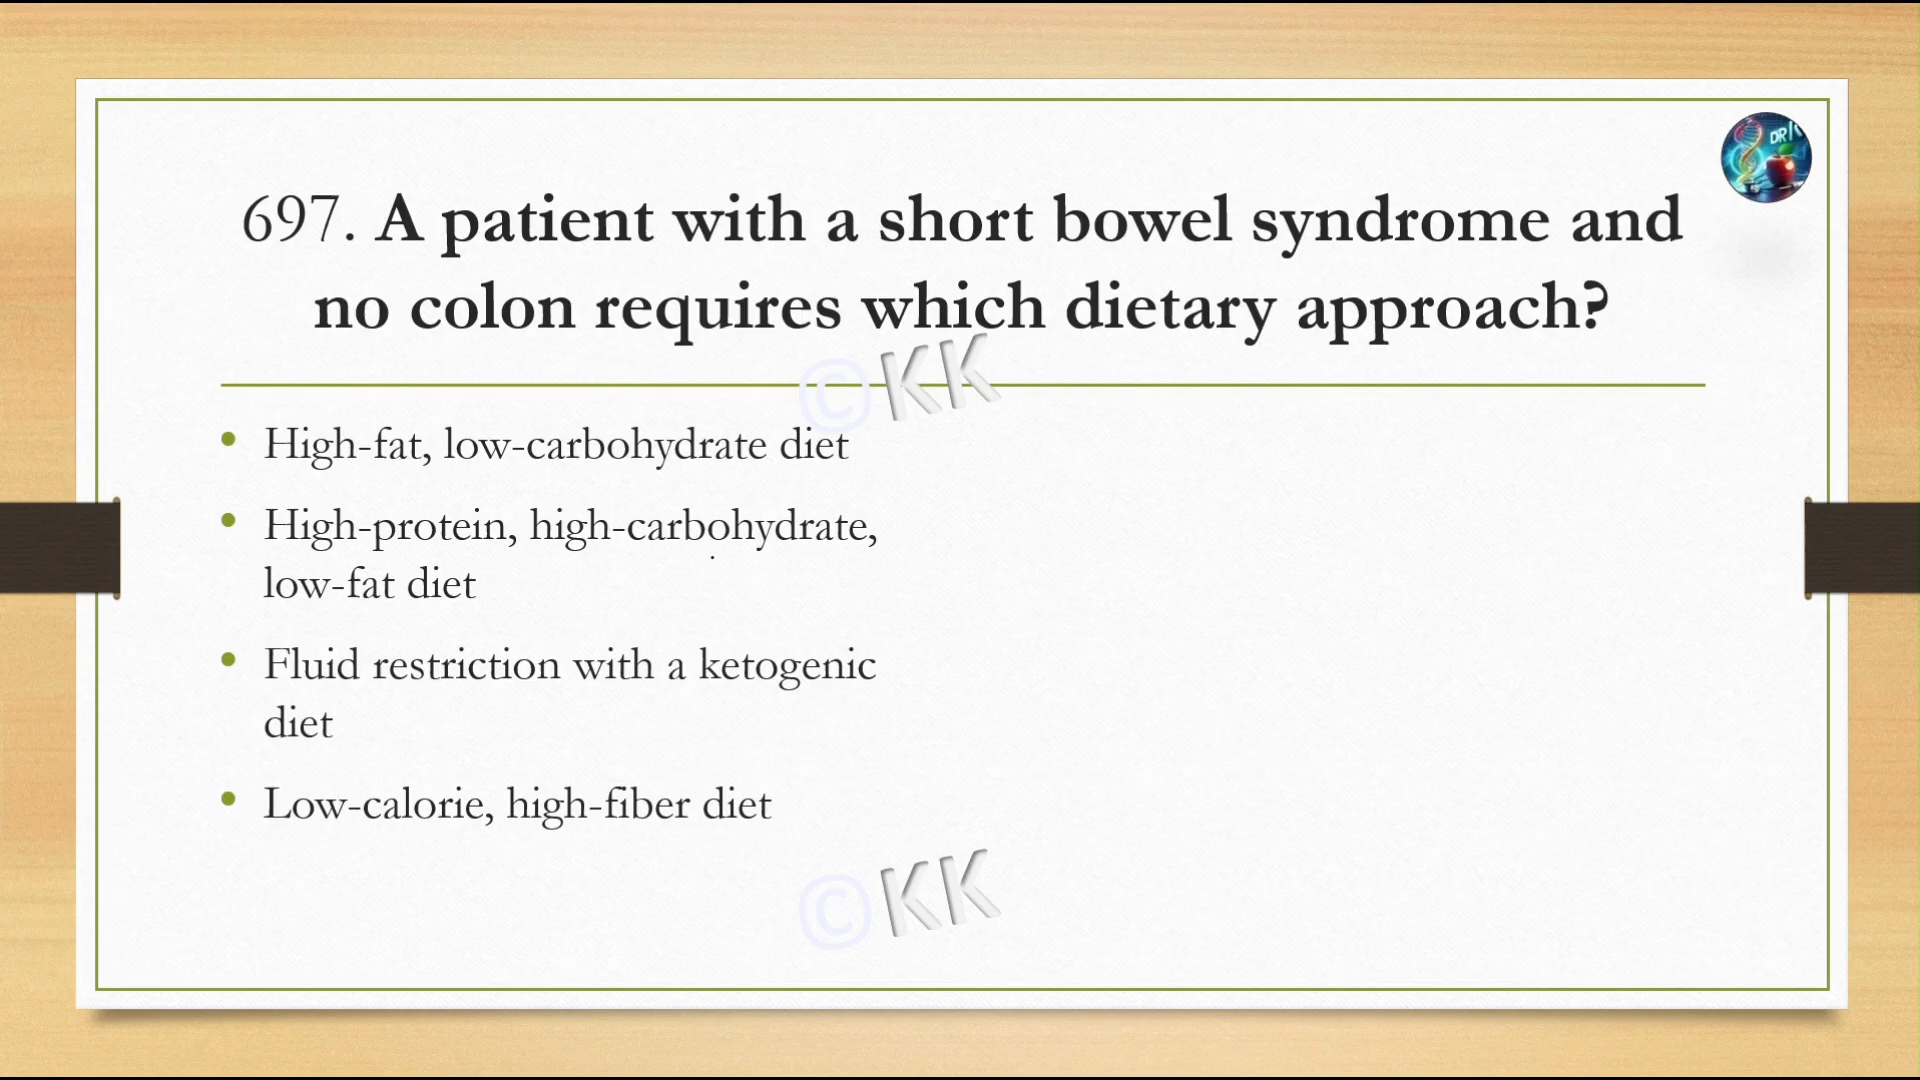 697. A patient with a short bowel syndrome and
no colon requires which dietary approach?
©KK
• High-fat, low-carbohydrate diet
• High-protein, high-carbohydrate,
low-fat diet
• Fluid restriction with a ketogenic
diet
• Low-calorie, high-fiber diet
©KK
DR K